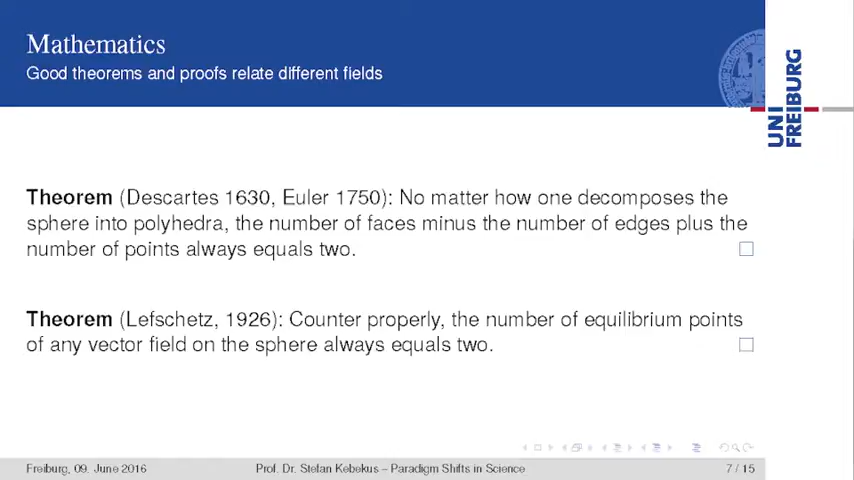 Mathematics
Good theorems and proofs relate different fields
UNI
FREIBURG
Theorem (Descartes 1630, Euler 1750): No matter how one decomposes the
sphere into polyhedra, the number of faces minus the number of edges plus the
number of points always equals two.
Theorem (Lefschetz, 1926): Counter properly, the number of equilibrium points
of any vector field on the sphere always equals two.
Freiburg, 09. June 2016 Prof. Dr. Stefan Kebekus – Paradigm Shifts in Science 7 / 15